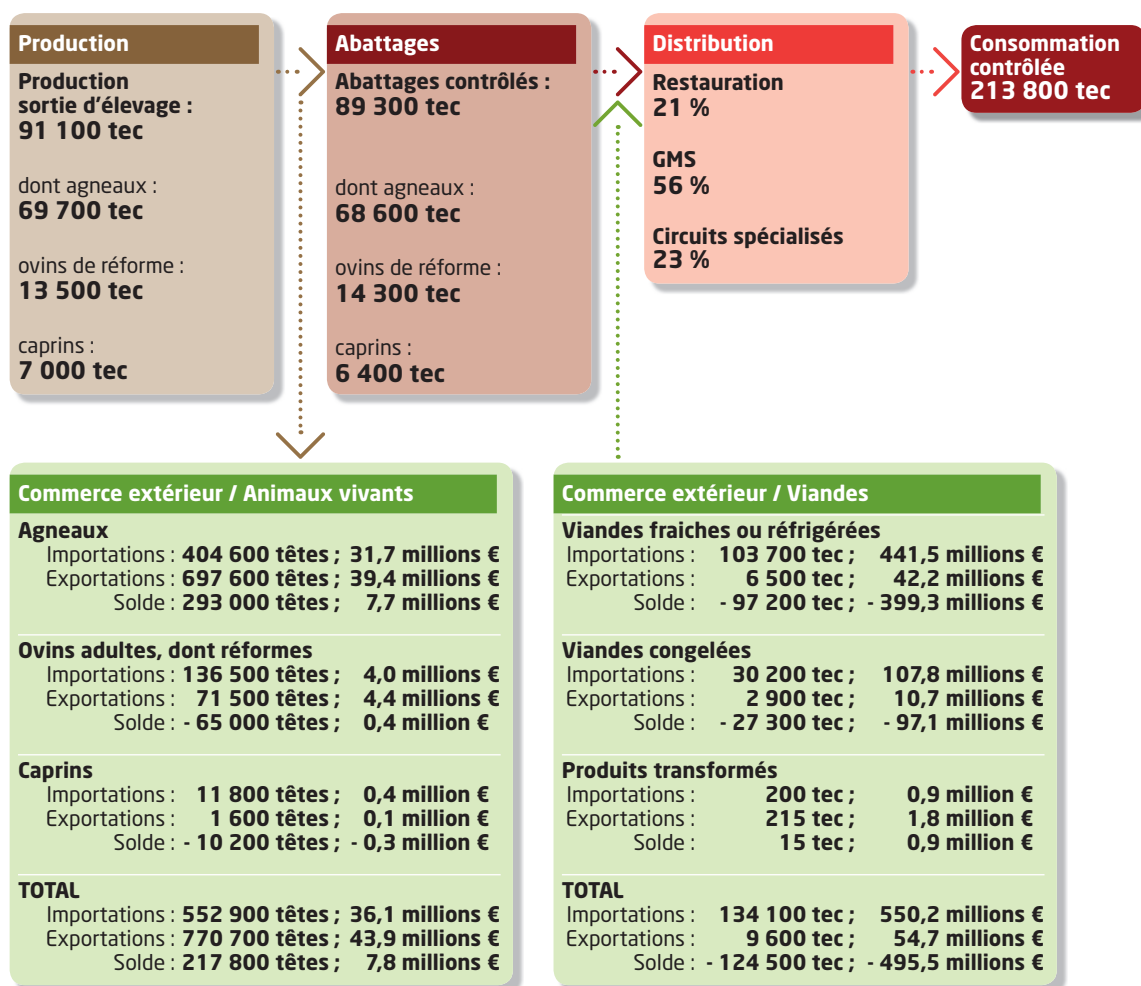 Production
Production
sortie d'élevage :
91 100 tec
dont agneaux :
69 700 tec
ovins de réforme :
13 500 tec
caprins :
7 000 tec
Abattages
Abattages contrôlés :
89 300 tec
dont agneaux :
68 600 tec
ovins de réforme :
14 300 tec
caprins :
6 400 tec
Distribution
Restauration
21 %
GMS
56 %
Circuits spécialisés
23 %
Consommation
contrôlée
213 800 tec
Commerce extérieur / Animaux vivants
Agneaux
Importations : 404 600 têtes ; 31,7 millions €
Exportations : 697 600 têtes ; 39,4 millions €
Solde : 293 000 têtes ; 7,7 millions €
Ovins adultes, dont réformes
Importations : 136 500 têtes ; 4,0 millions €
Exportations : 71 500 têtes ; 4,4 millions €
Solde : - 65 000 têtes ; 0,4 million €
Caprins
Importations : 11 800 têtes ; 0,4 million €
Exportations : 1 600 têtes ; 0,1 million €
Solde : - 10 200 têtes ; - 0,3 million €
TOTAL
Importations : 552 900 têtes ; 36,1 millions €
Exportations : 770 700 têtes ; 43,9 millions €
Solde : 217 800 têtes ; 7,8 millions €
Commerce extérieur / Viandes
Viandes fraiches ou réfrigérées
Importations : 103 700 tec ; 441,5 millions €
Exportations : 6 500 tec ; 42,2 millions €
Solde : - 97 200 tec ; - 399,3 millions €
Viandes congelées
Importations : 30 200 tec ; 107,8 millions €
Exportations : 2 900 tec ; 10,7 millions €
Solde : - 27 300 tec ; - 97,1 millions €
Produits transformés
Importations : 200 tec ; 0,9 million €
Exportations : 215 tec ; 1,8 million €
Solde : 15 tec ; 0,9 million €
TOTAL
Importations : 134 100 tec ; 550,2 millions €
Exportations : 9 600 tec ; 54,7 millions €
Solde : - 124 500 tec ; - 495,5 millions €